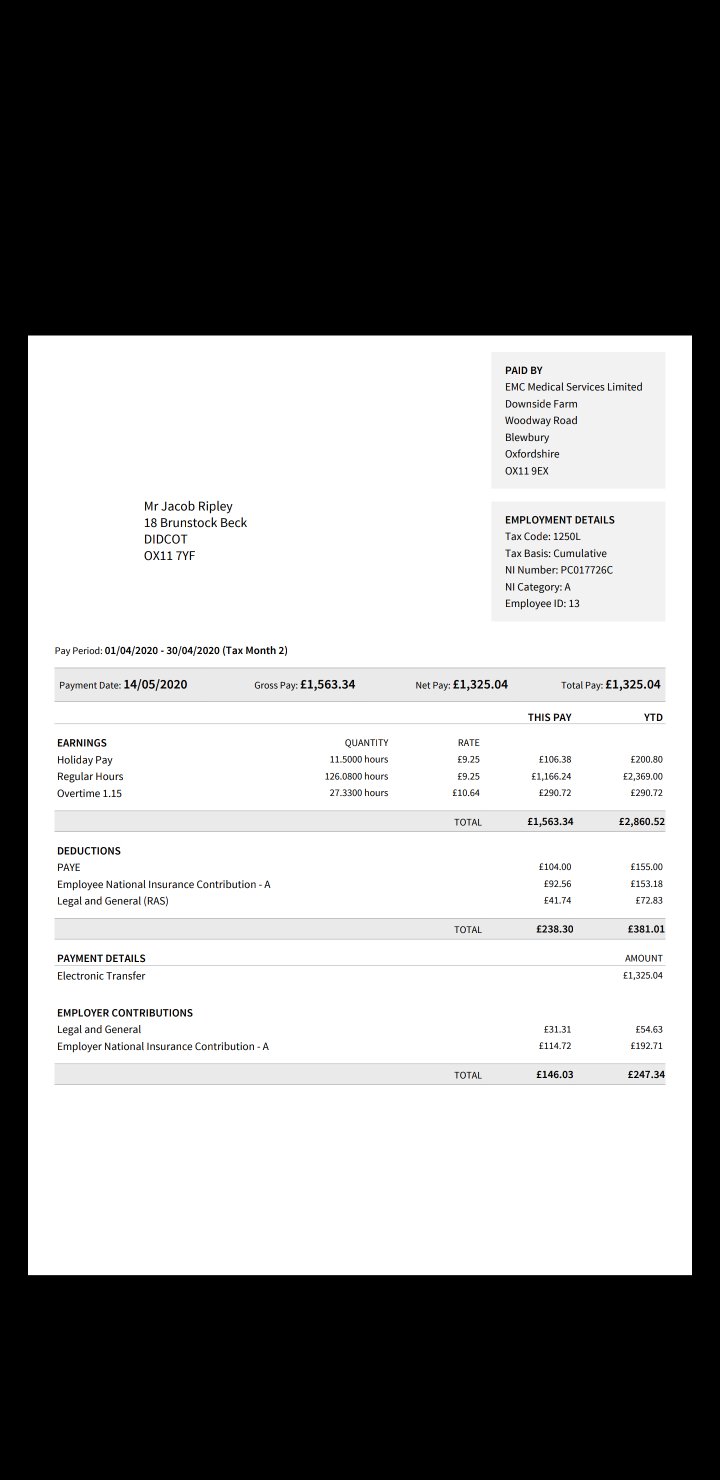 PAID BY
EMC Medical Services Limited
Downside Farm
Woodway Road
Blewbury
Oxfordshire
OX11 9EX
Mr Jacob Ripley
18 Brunstock Beck
DIDCOT
OX11 7YF
EMPLOYMENT DETAILS
Tax Code: 1250L
Tax Basis: Cumulative
NI Number: PC017726C
NI Category: A
Employee ID: 13
Pay Period: 01/04/2020 - 30/04/2020 (Tax Month 2)
Payment Date: 14/05/2020 Gross Pay: £1,563.34 Net Pay: £1,325.04 Total Pay: £1,325.04
THIS PAY YTD
EARNINGS QUANTITY RATE
Holiday Pay 11.5000 hours £9.25 £106.38 £200.80
Regular Hours 126.0800 hours £9.25 £1,166.24 £2,369.00
Overtime 1.15 27.3300 hours £10.64 £290.72 £290.72
TOTAL £1,563.34 £2,860.52
DEDUCTIONS
PAYE £104.00 £155.00
Employee National Insurance Contribution - A £92.56 £153.18
Legal and General (RAS) £41.74 £72.83
TOTAL £238.30 £381.01
PAYMENT DETAILS AMOUNT
Electronic Transfer £1,325.04
EMPLOYER CONTRIBUTIONS
Legal and General £31.31 £54.63
Employer National Insurance Contribution - A £114.72 £192.71
TOTAL £146.03 £247.34